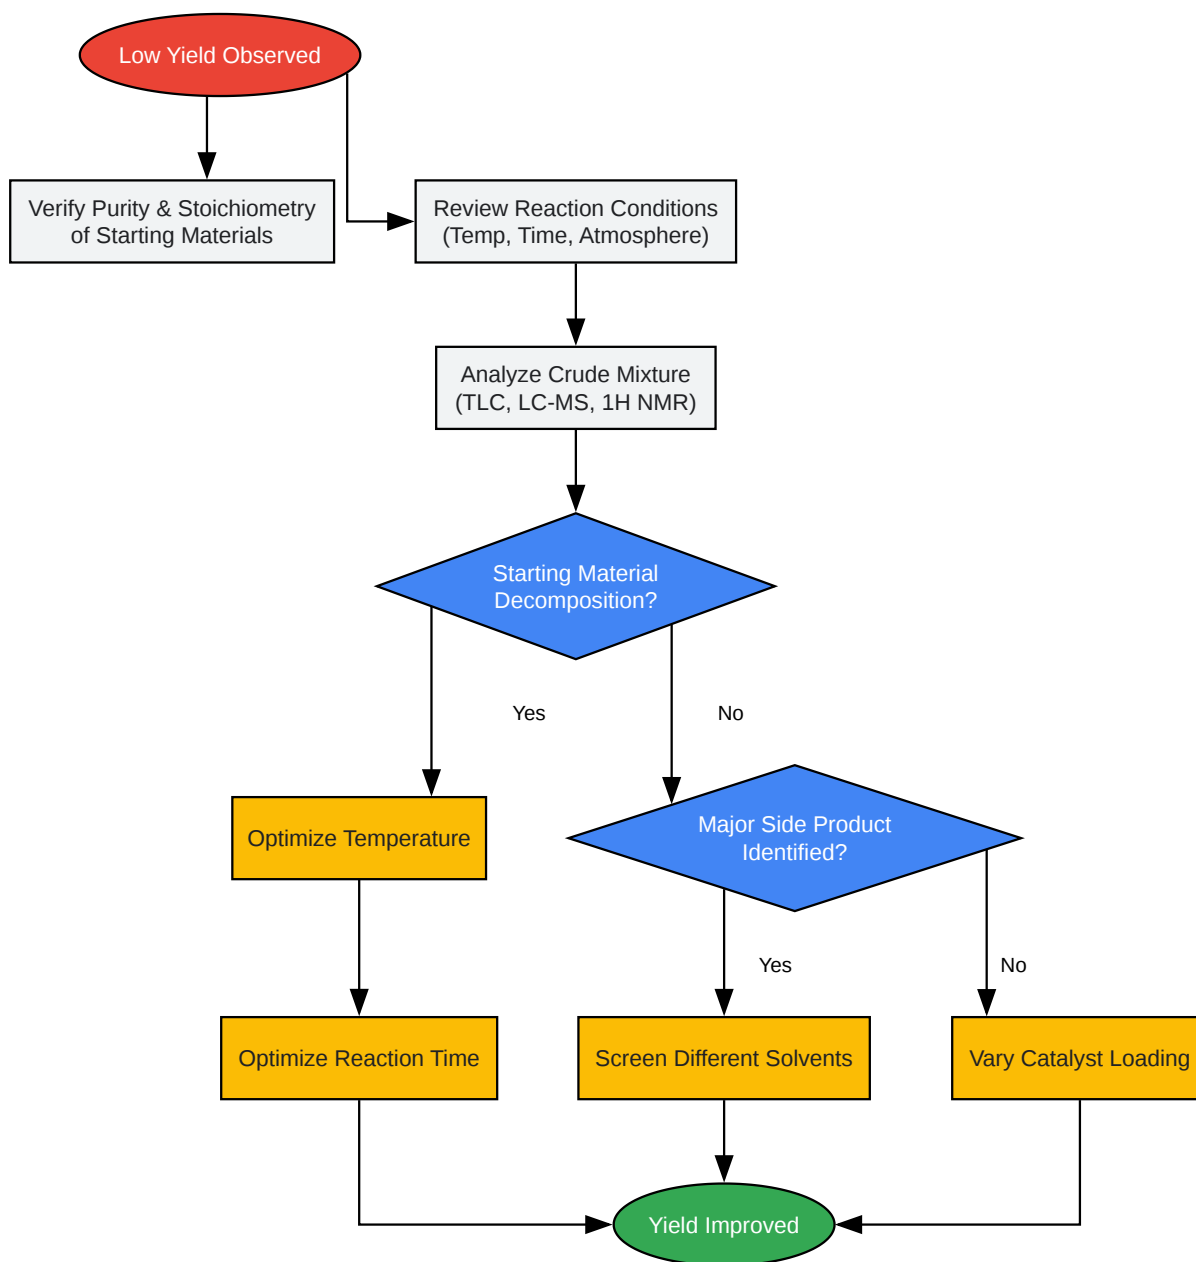 Low Yield Observed
Verify Purity & Stoichiometry
of Starting Materials
Review Reaction Conditions
(Temp, Time, Atmosphere)
Analyze Crude Mixture
(TLC, LC-MS, 1H NMR)
Starting Material
Decomposition?
Yes
No
Optimize Temperature
Major Side Product
Identified?
Yes
No
Optimize Reaction Time
Screen Different Solvents
Vary Catalyst Loading
Yield Improved